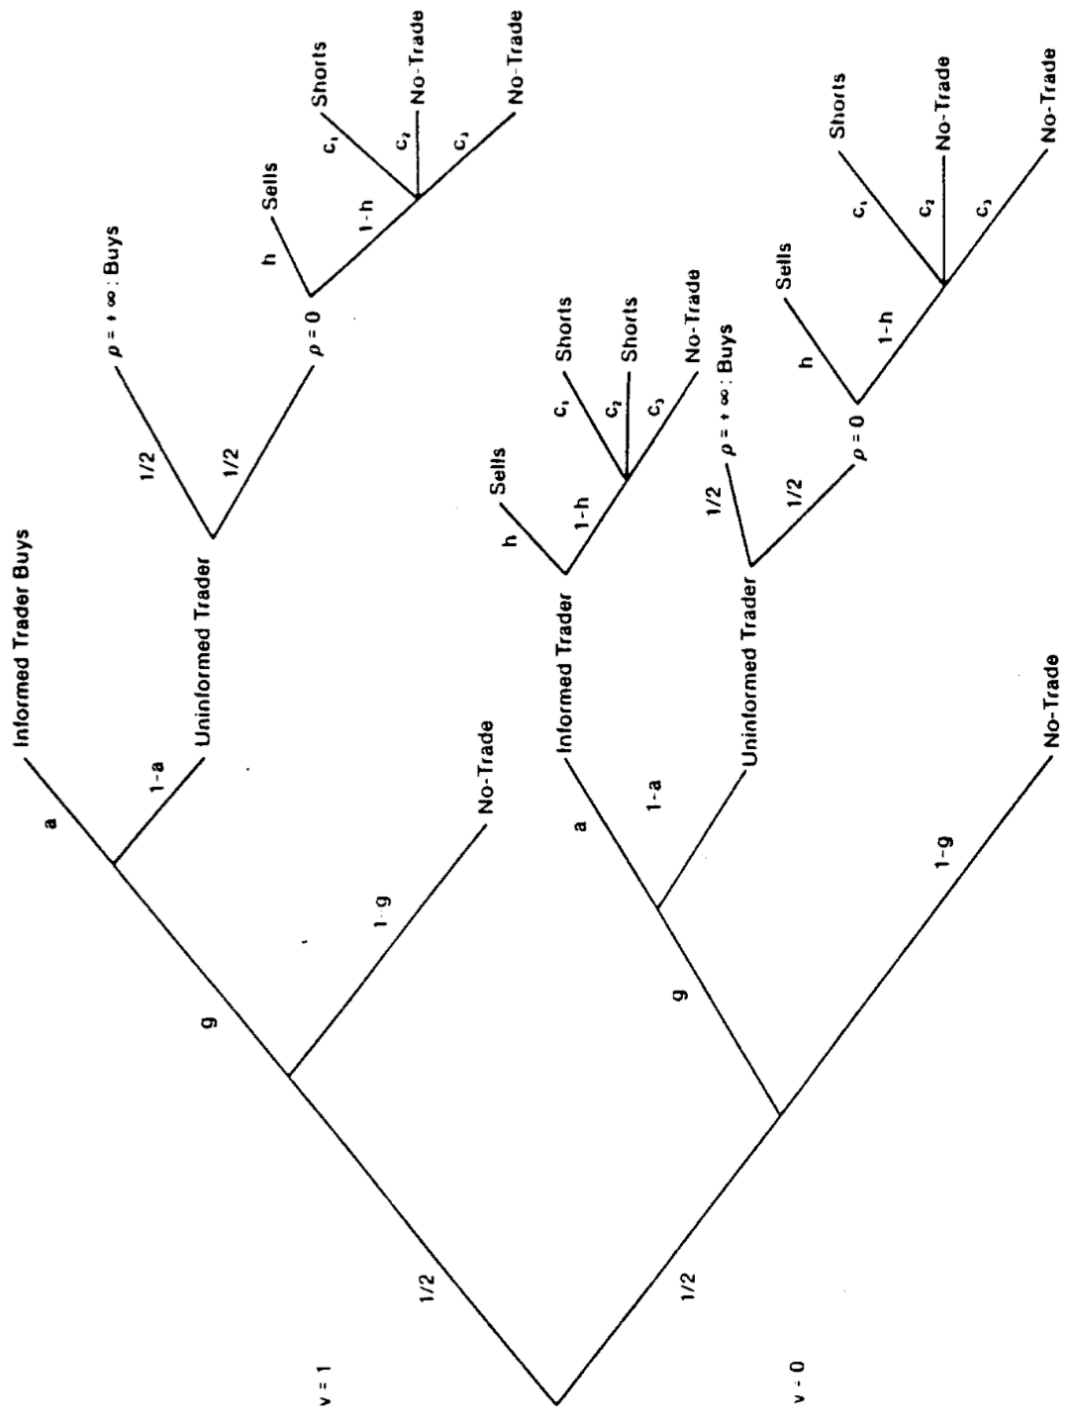 Informed Trader Buys
a
ρ = + ∞ : Buys
1/2
1-a
Uninformed Trader
g
1/2
h
Sells
v = 1
ρ = 0
c₁
Shorts
1-h
1-g
c₂
No-Trade
1/2
c₃
No-Trade
No-Trade
h
Sells
Informed Trader
c₁
Shorts
a
1-h
c₂
Shorts
1-a
c₃
No-Trade
g
1/2
1/2
ρ = + ∞ : Buys
Uninformed Trader
Sells
v = 0
1/2
h
ρ = 0
c₁
Shorts
1-h
c₂
No-Trade
1-g
c₃
No-Trade
No-Trade